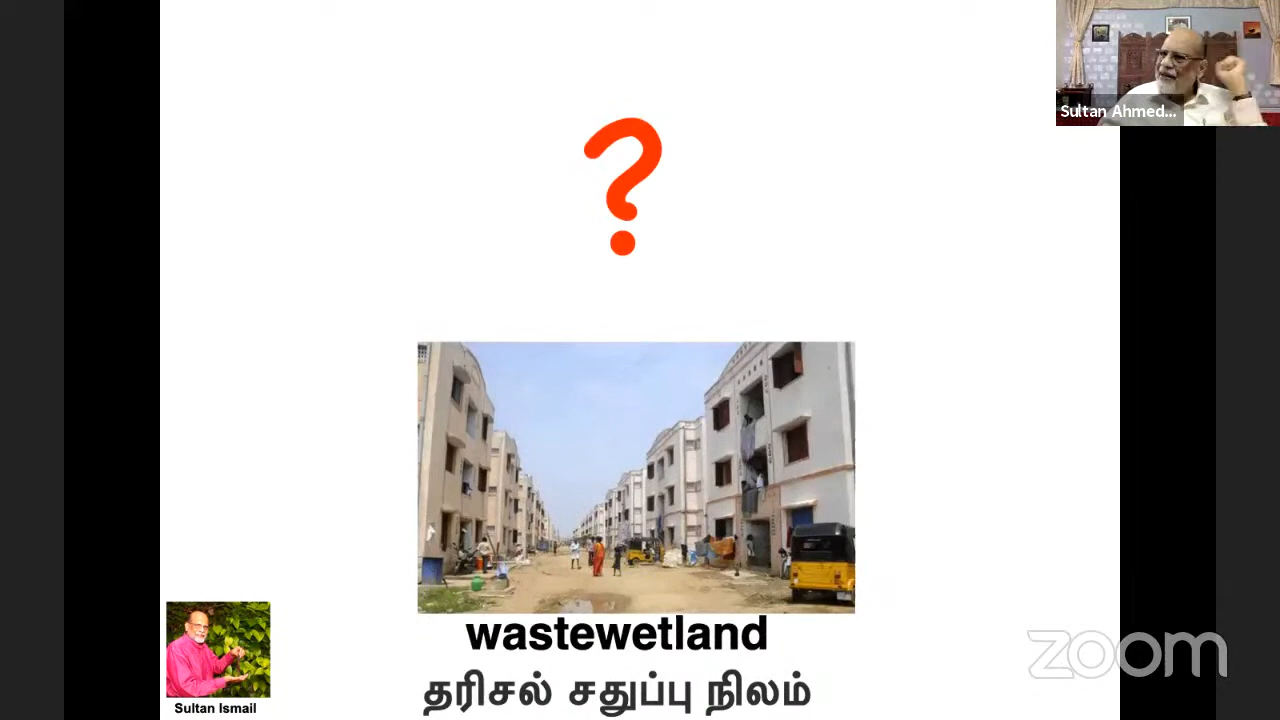 Sultan Ahmed...
?
wastewetland
தரிசல் சதுப்பு நிலம்
Sultan Ismail
zoom